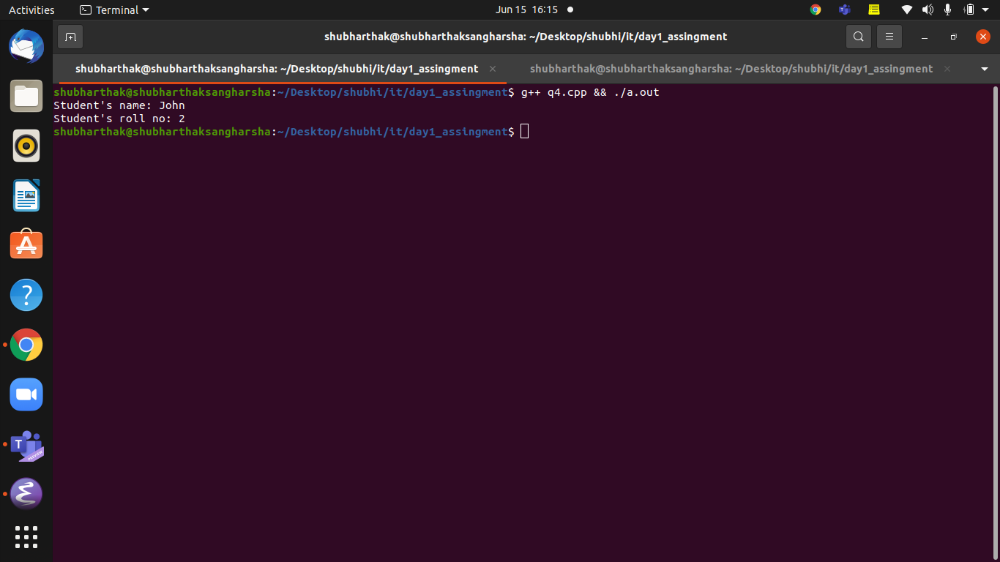 Activities
Terminal
Jun 15 16:15
shubharthak@shubharthaksangharsha: ~/Desktop/shubhi/it/day1_assingment
shubharthak@shubharthaksangharsha: ~/Desktop/shubhi/it/day1_assingment
shubharthak@shubharthaksangharsha: ~/Desktop/shubhi/it/day1_assingment
shubharthak@shubharthaksangharsha:~/Desktop/shubhi/it/day1_assingment$ g++ q4.cpp && ./a.out
Student's name: John
Student's roll no: 2
shubharthak@shubharthaksangharsha:~/Desktop/shubhi/it/day1_assingment$
T
PREVIEW